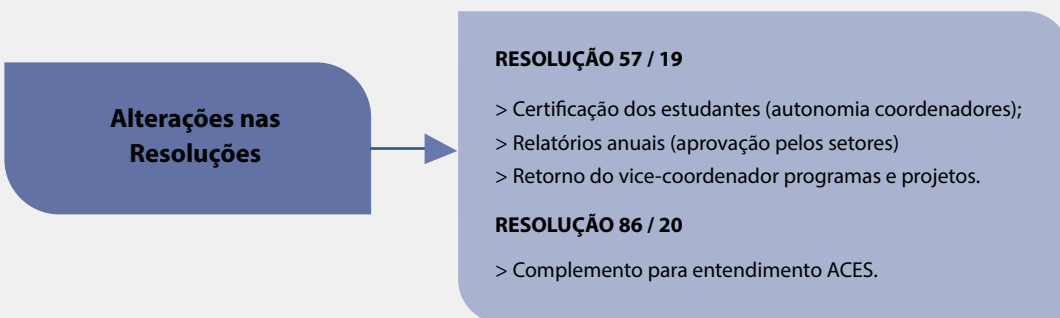 Alterações nas
Resoluções
RESOLUÇÃO 57 / 19
> Certificação dos estudantes (autonomia coordenadores);
> Relatórios anuais (aprovação pelos setores)
> Retorno do vice-coordenador programas e projetos.
RESOLUÇÃO 86 / 20
> Complemento para entendimento ACES.